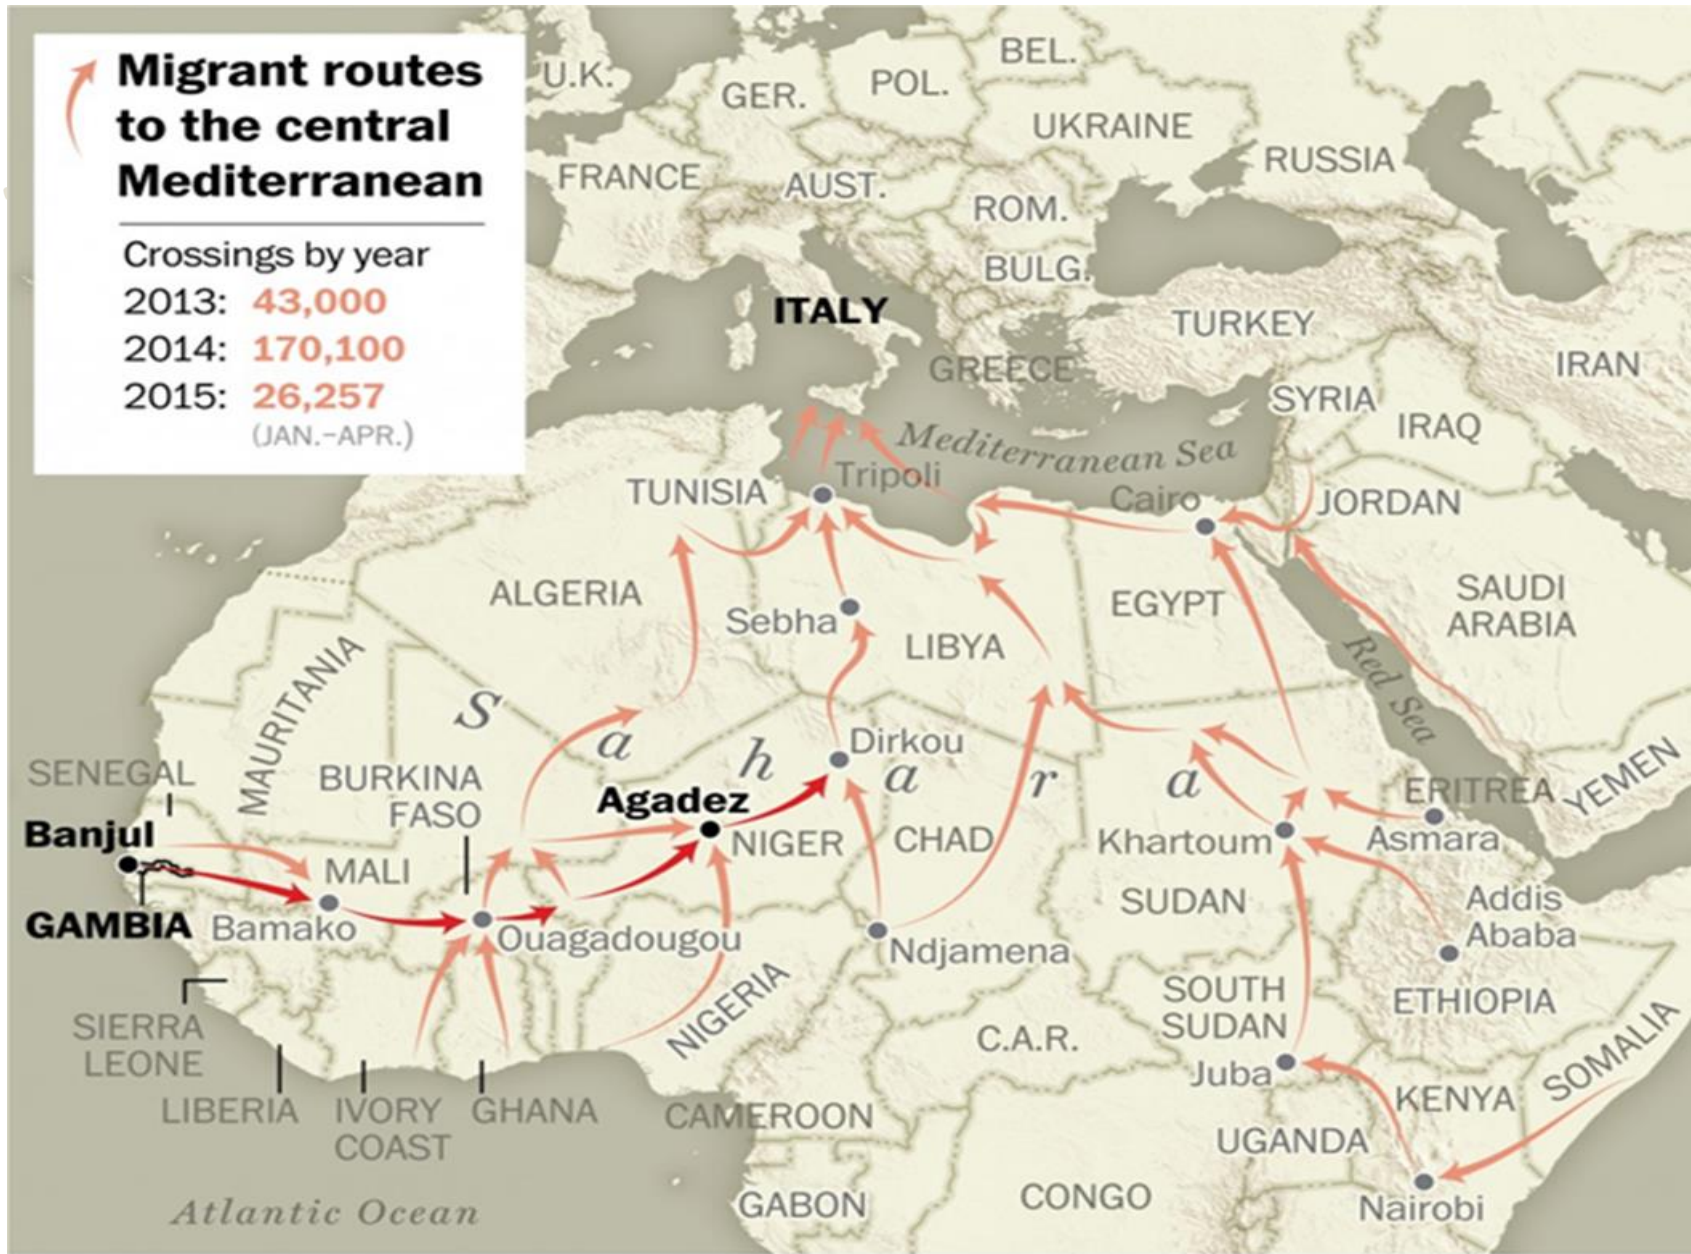 Migrant routes
to the central
Mediterranean
Crossings by year
2013: 43,000
2014: 170,100
2015: 26,257
(JAN.–APR.)
U.K.
BEL.
GER.
POL.
UKRAINE
RUSSIA
FRANCE
AUST.
ROM.
BULG.
ITALY
TURKEY
GREECE
IRAN
SYRIA
IRAQ
Mediterranean Sea
Tripoli
TUNISIA
Cairo
JORDAN
ALGERIA
EGYPT
SAUDI
ARABIA
Sebha
LIBYA
Red Sea
MAURITANIA
S a h a r a
Dirkou
SENEGAL
BURKINA
FASO
Agadez
ERITREA
YEMEN
Banjul
NIGER
CHAD
Khartoum
Asmara
MALI
GAMBIA
Bamako
Ouagadougou
SUDAN
Addis
Ababa
Ndjamena
NIGERIA
SOUTH
SUDAN
ETHIOPIA
SIERRA
LEONE
C.A.R.
SOMALIA
Juba
KENYA
LIBERIA
IVORY
COAST
GHANA
CAMEROON
UGANDA
Atlantic Ocean
GABON
CONGO
Nairobi